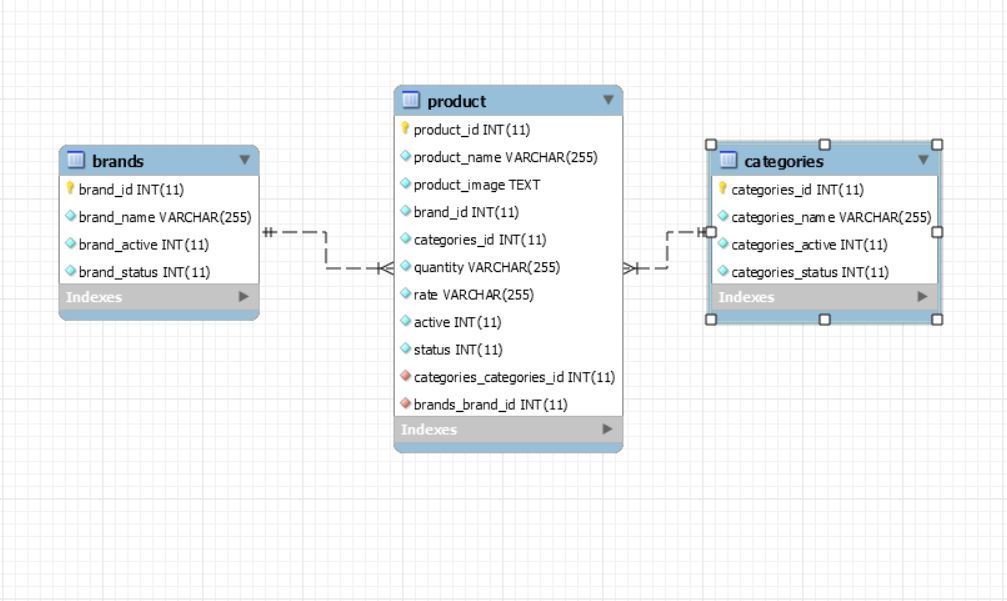 brands
brand_id INT(11)
brand_name VARCHAR(255)
brand_active INT(11)
brand_status INT(11)
Indexes
product
product_id INT(11)
product_name VARCHAR(255)
product_image TEXT
brand_id INT(11)
categories_id INT(11)
quantity VARCHAR(255)
rate VARCHAR(255)
active INT(11)
status INT(11)
categories_categories_id INT(11)
brands_brand_id INT(11)
Indexes
categories
categories_id INT(11)
categories_name VARCHAR(255)
categories_active INT(11)
categories_status INT(11)
Indexes